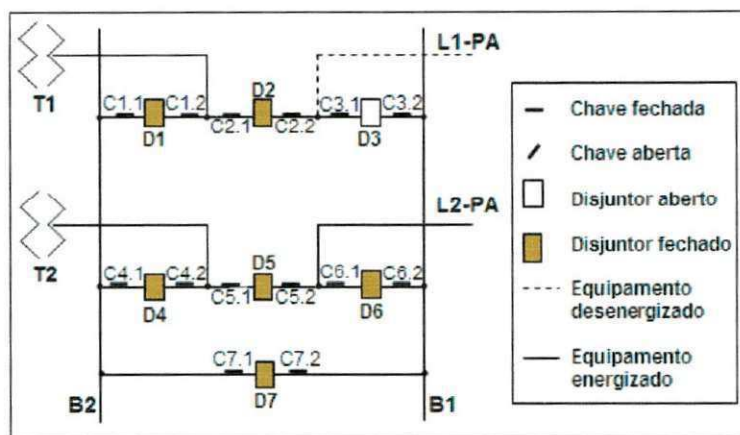 L1-PA
T1
C1.1 C1.2
D1
D2
C2.1 C2.2
C3.1 C3.2
D3
L2-PA
T2
C4.1 C4.2
D4
D5
C5.1 C5.2
C6.1 C6.2
D6
C7.1 C7.2
D7
B2
B1
Chave fechada
Chave aberta
Disjuntor aberto
Disjuntor fechado
Equipamento
desenergizado
Equipamento
energizado